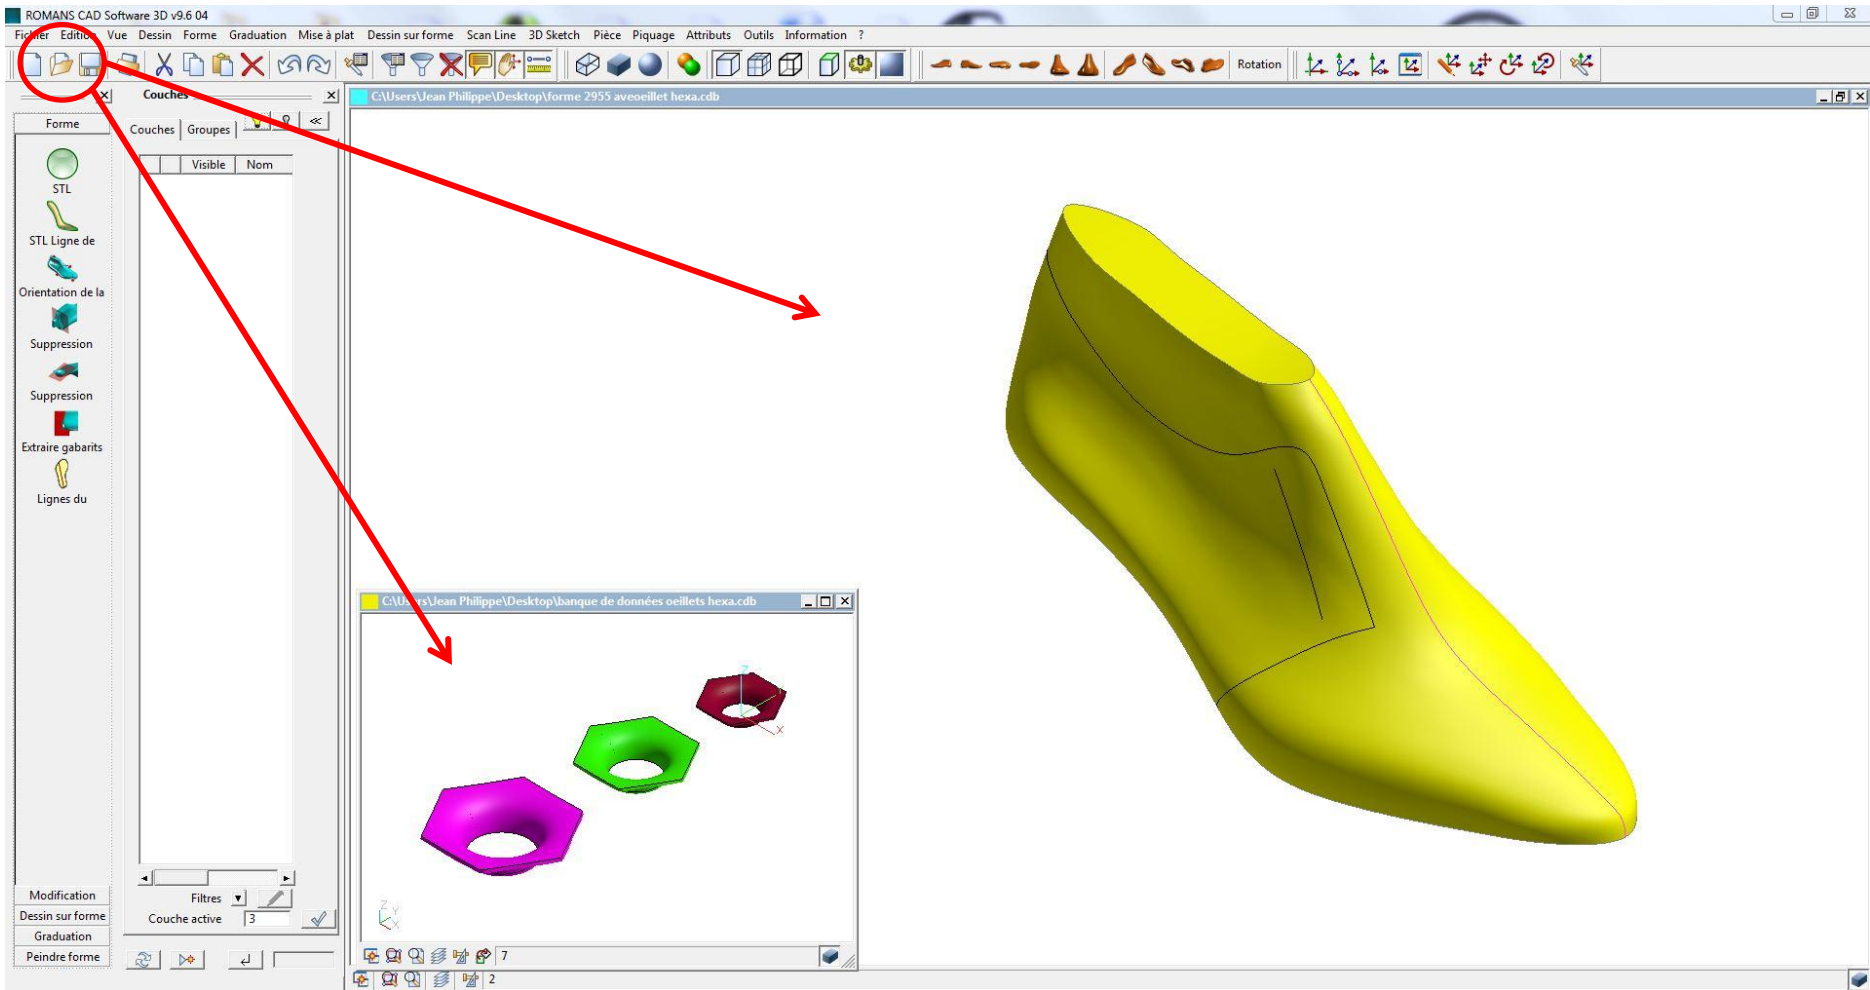 ROMANS CAD Software 3D v9.6 04
Fichier Edition Vue Dessin Forme Graduation Mise à plat Dessin sur forme Scan Line 3D Sketch Pièce Piquage Attributs Outils Information ?
Rotation
Couches
C:\Users\Jean Philippe\Desktop\forme 2955 aveoeillet hexa.cdb
Forme
Couches Groupes
Visible Nom
STL
STL Ligne de
Orientation de la
Suppression
Suppression
Extraire gabarits
Lignes du
C:\Users\Jean Philippe\Desktop\banque de données oeillets hexa.cdb
Z
X
Z
Y
X
Modification
Dessin sur forme
Graduation
Peindre forme
Filtres
Couche active 3
7
2